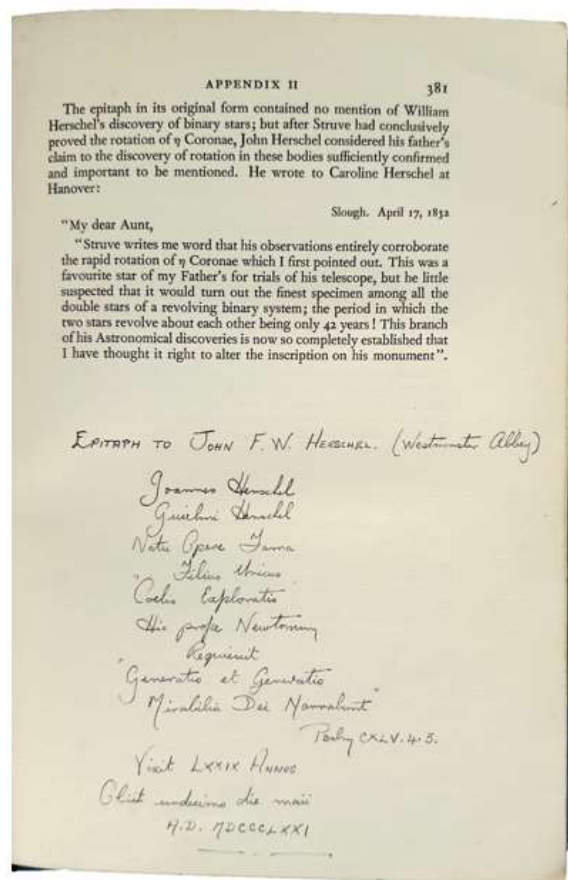 APPENDIX II 381
The epitaph in its original form contained no mention of William
Herschel's discovery of binary stars; but after Struve had conclusively
proved the rotation of η Coronae, John Herschel considered his father's
claim to the discovery of rotation in these bodies sufficiently confirmed
and important to be mentioned. He wrote to Caroline Herschel at
Hanover:
Slough. April 17, 1832
"My dear Aunt,
"Struve writes me word that his observations entirely corroborate
the rapid rotation of η Coronae which I first pointed out. This was a
favourite star of my Father's for trials of his telescope, but he little
suspected that it would turn out the finest specimen among all the
double stars of a revolving binary system; the period in which the
two stars revolve about each other being only 42 years! This branch
of his Astronomical discoveries is now so completely established that
I have thought it right to alter the inscription on his monument".
EPITAPH TO JOHN F.W. HERSCHEL. (Westminster Abbey)
Joannes Herschel
Gulielmi Herschel
Natu Opere Fama
" Filius Unicus
Coelis Exploratis
Hic prope Newtonum
Requiescit
"Generatio et Generatio
Mirabilia Dei Narrabunt"
CXLV.4.5.
Vixit LXXIX ANNOS
Obiit undecimo die maii
A.D. MDCCCLXXI